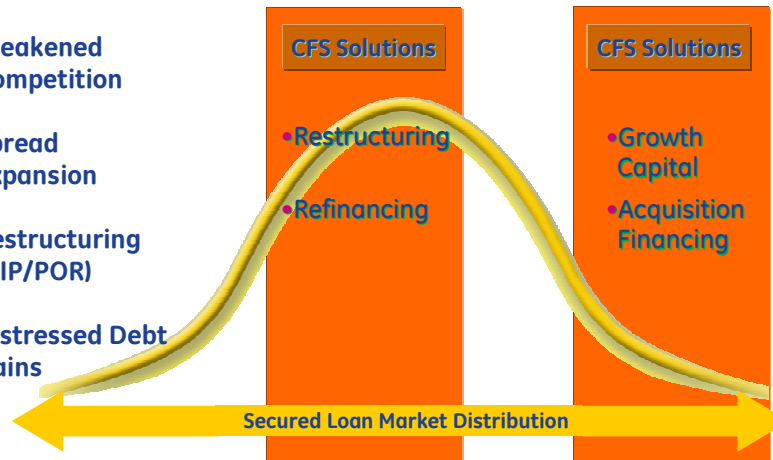 eakened
ompetition
pread
xpansion
estructuring
IP/POR)
stressed Debt
ains
CFS Solutions
•Restructuring
•Refinancing
CFS Solutions
•Growth
Capital
•Acquisition
Financing
Secured Loan Market Distribution